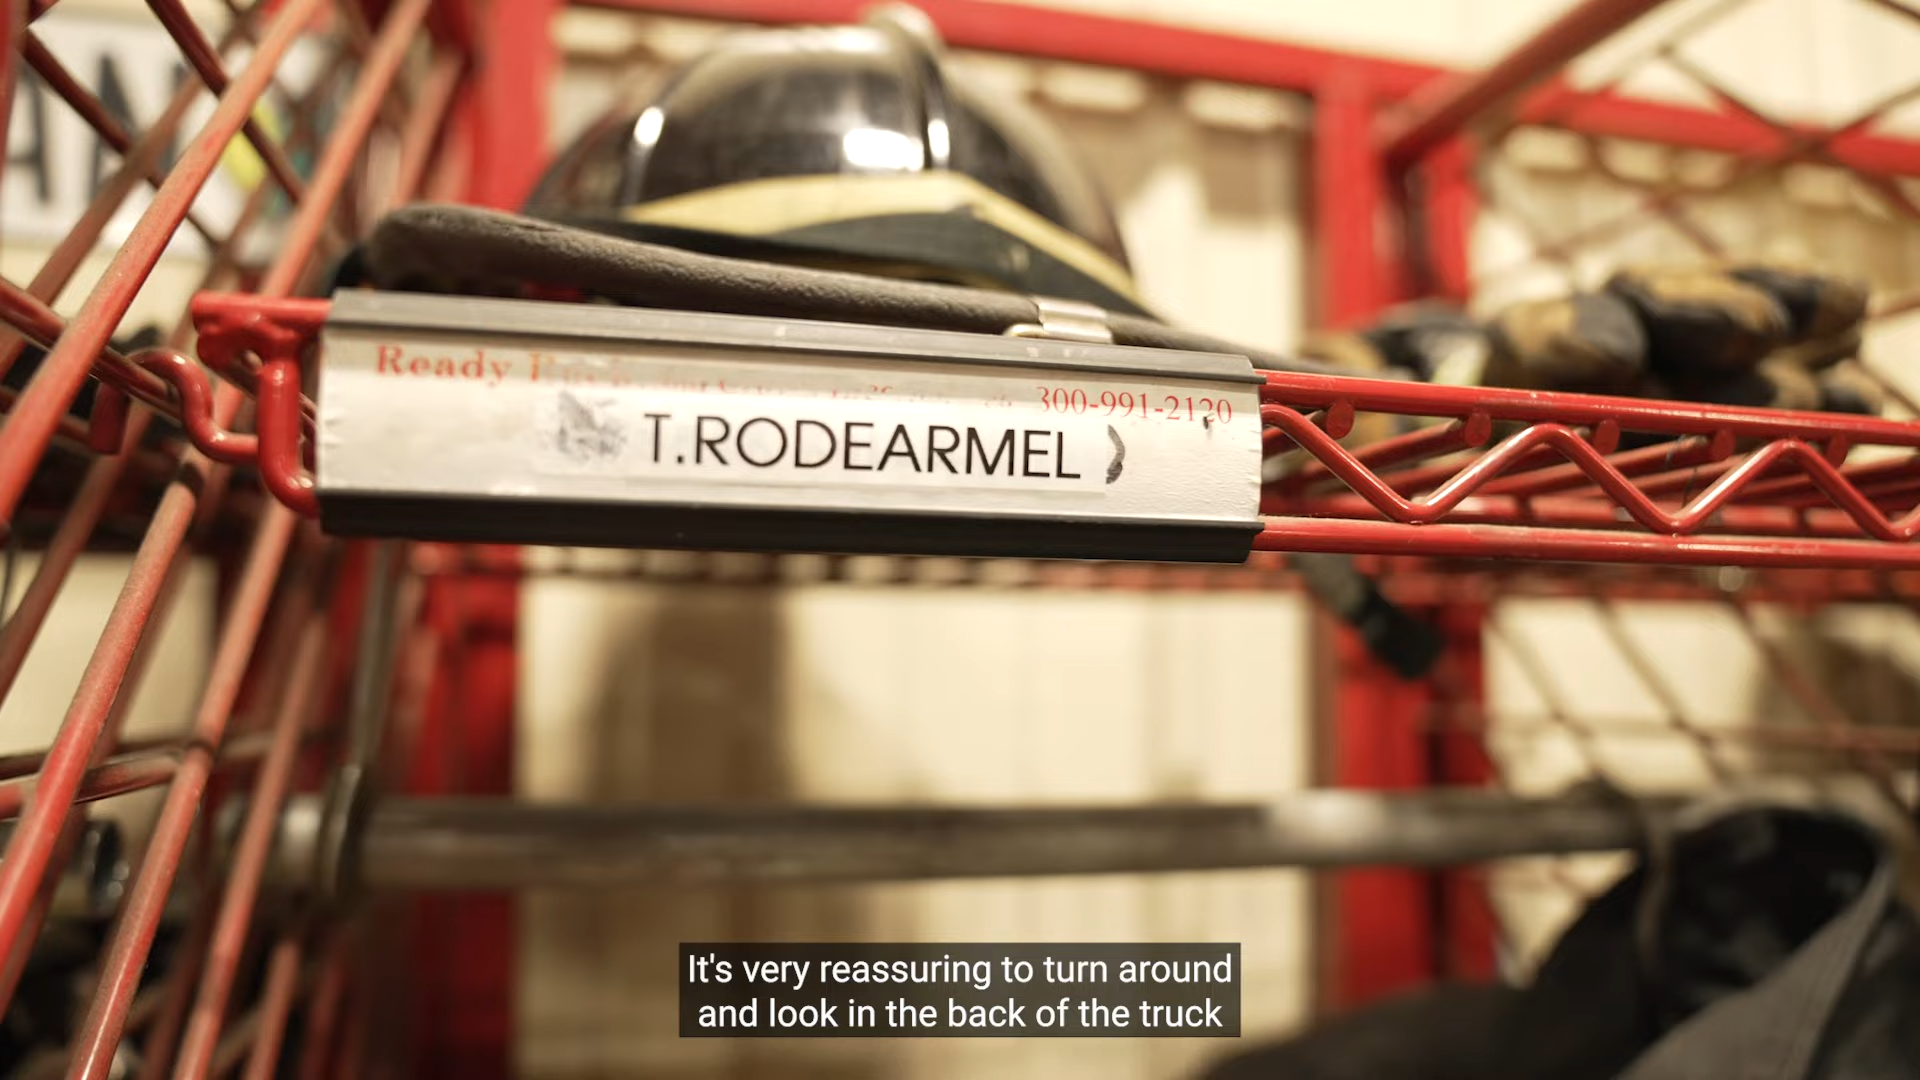 Ready
300-991-2120
T.RODEARMEL
It's very reassuring to turn around
and look in the back of the truck